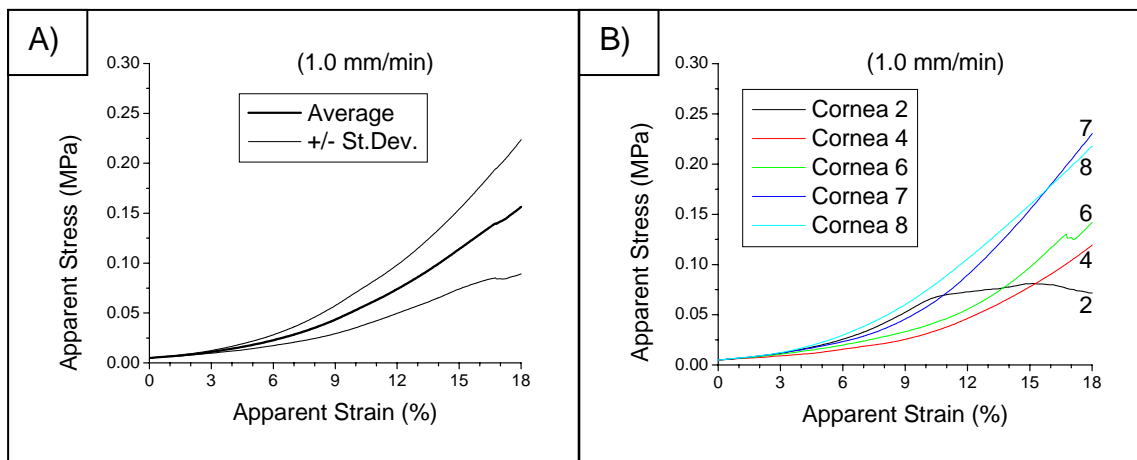 A)
(1.0 mm/min)
Average
+/- St.Dev.
0.30
0.25
0.20
0.15
0.10
0.05
0.00
Apparent Stress (MPa)
0 3 6 9 12 15 18
Apparent Strain (%)
B)
(1.0 mm/min)
Cornea 2
Cornea 4
Cornea 6
Cornea 7
Cornea 8
7
8
6
4
2
0.30
0.25
0.20
0.15
0.10
0.05
0.00
Apparent Stress (MPa)
0 3 6 9 12 15 18
Apparent Strain (%)